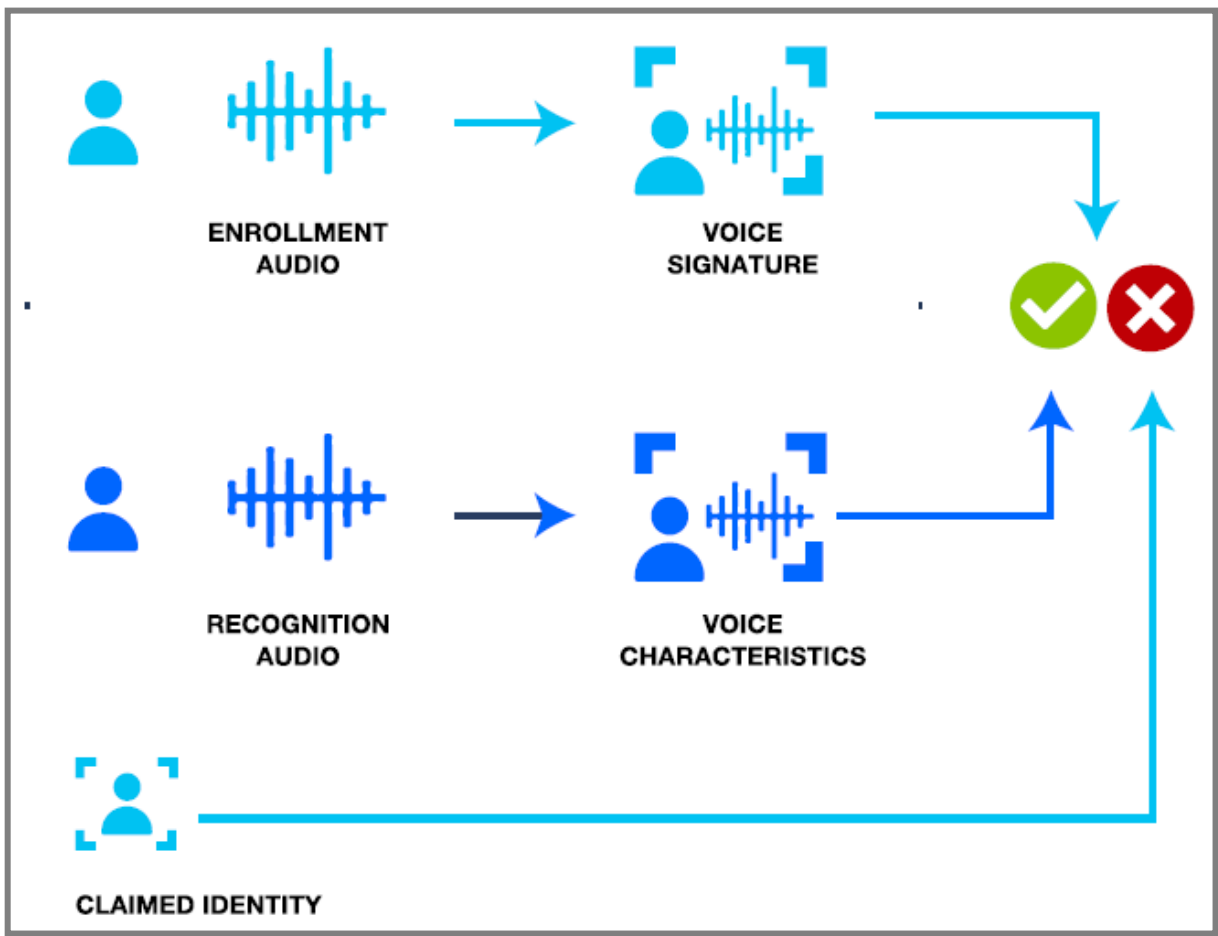 ENROLLMENT
AUDIO
VOICE
SIGNATURE
RECOGNITION
AUDIO
VOICE
CHARACTERISTICS
CLAIMED IDENTITY